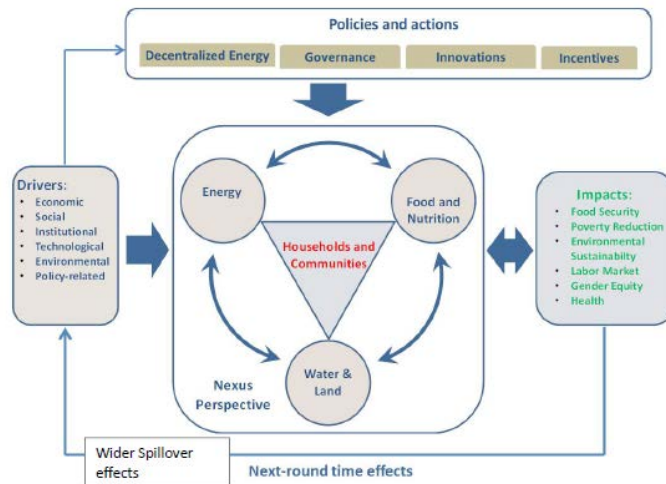 Policies and actions
Decentralized Energy
Governance
Innovations
Incentives
Drivers:
• Economic
• Social
• Institutional
• Technological
• Environmental
• Policy-related
Energy
Food and
Nutrition
Households and
Communities
Water &
Land
Nexus
Perspective
Impacts:
• Food Security
• Poverty Reduction
• Environmental
Sustainabilty
• Labor Market
• Gender Equity
• Health
Wider Spillover
effects
Next-round time effects